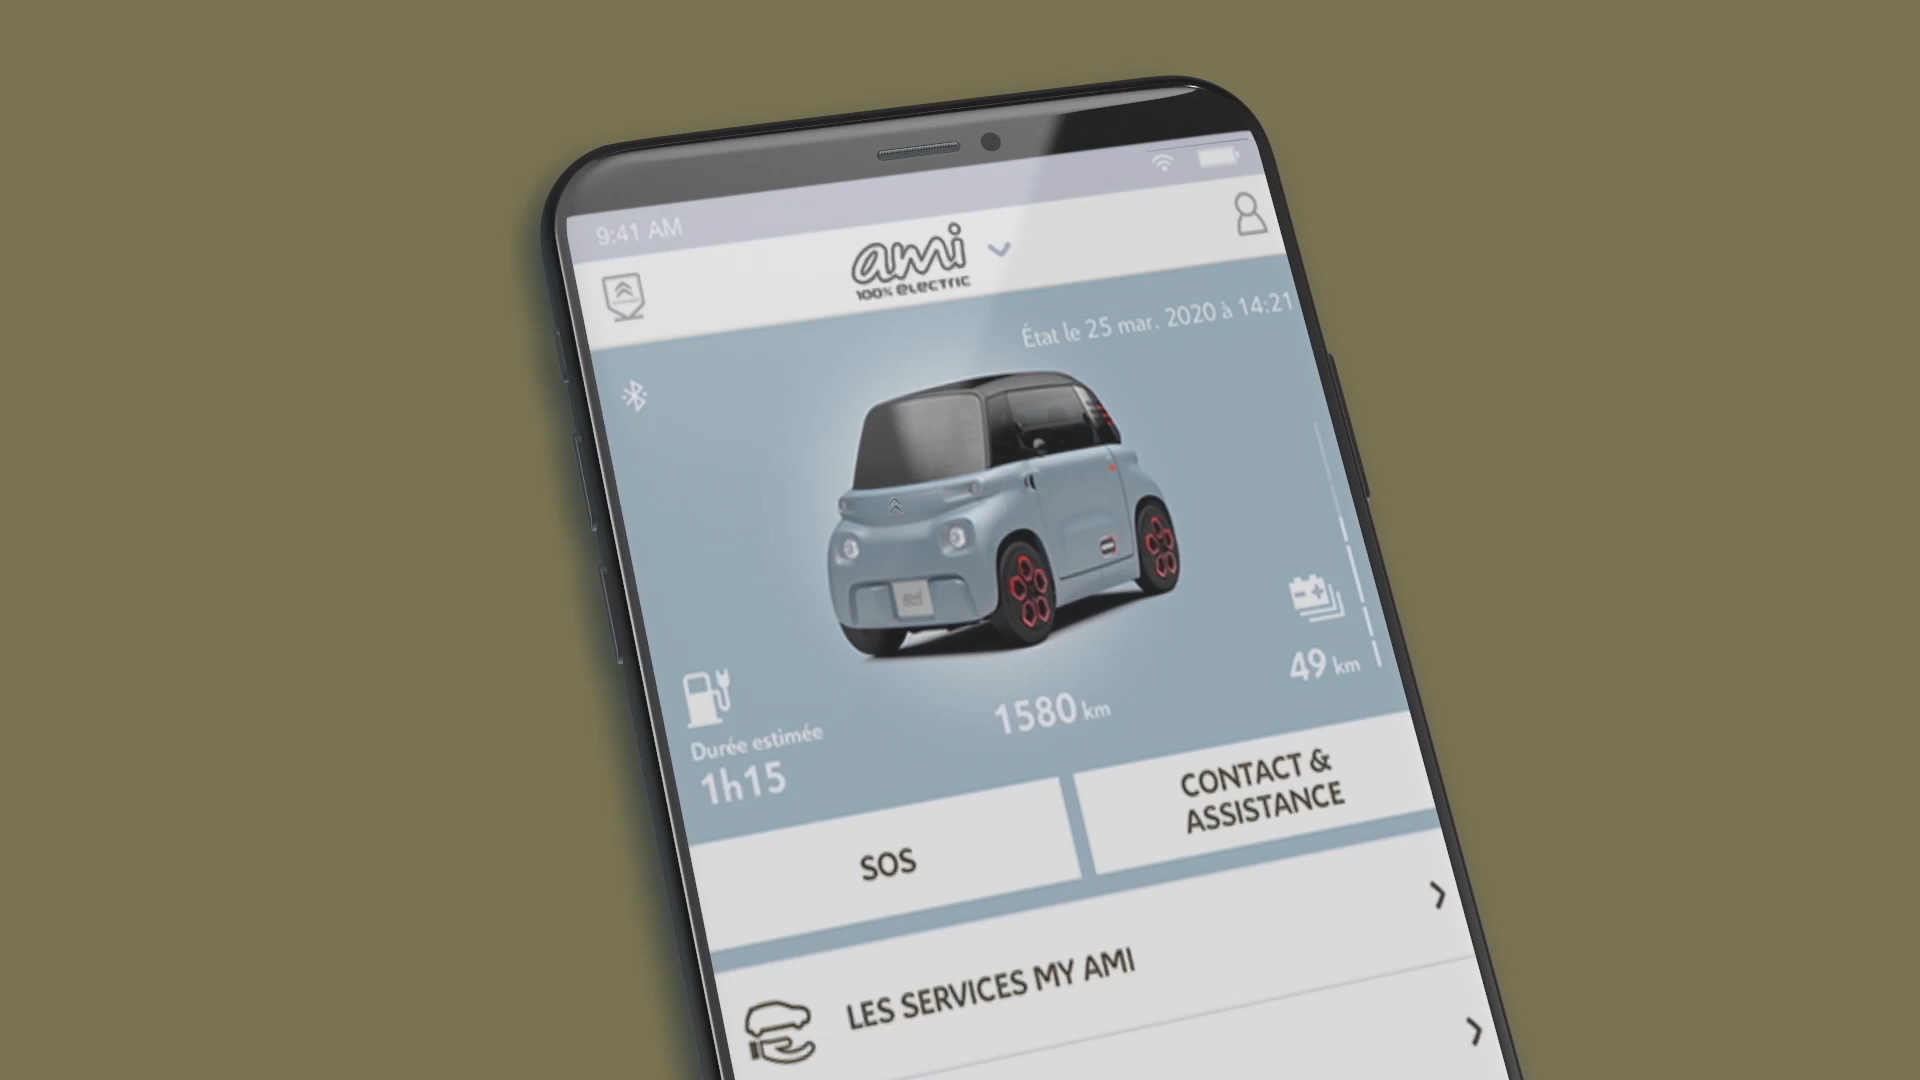 9:41 AM
ami
100% ELECTRIC
État le 25 mar. 2020 à 14:21
49 km
1580 km
Durée estimée
1h15
SOS
CONTACT &
ASSISTANCE
LES SERVICES MY AMI